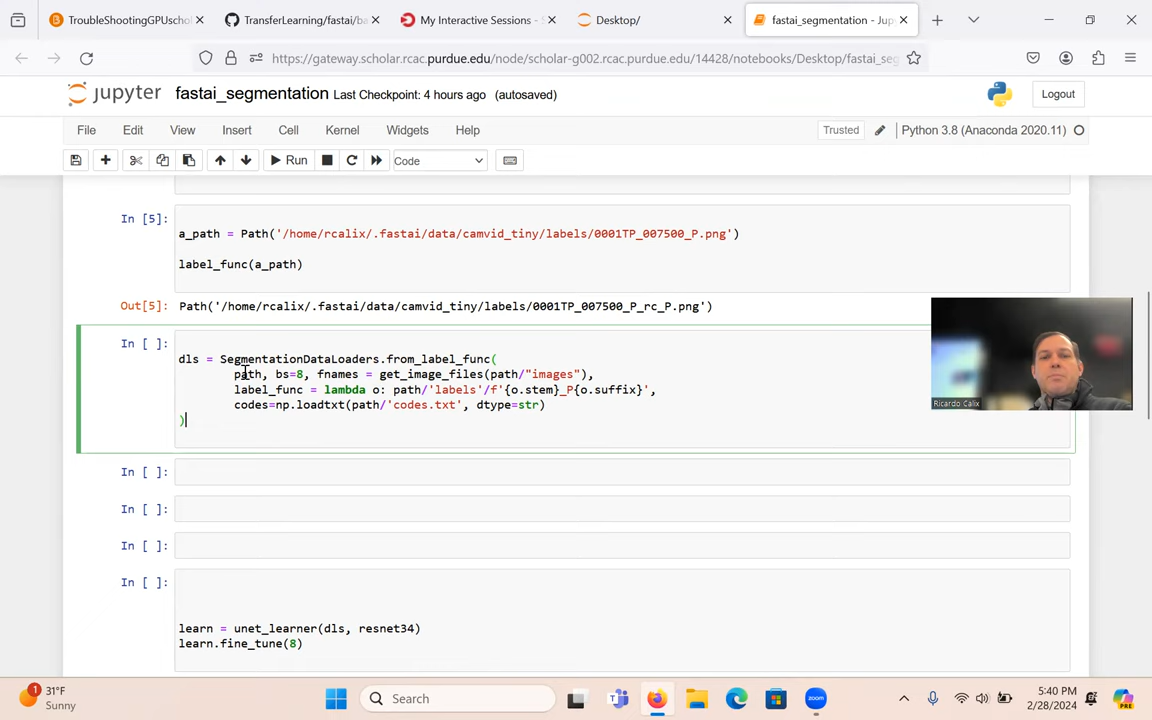 TroubleShootingGPUschol
TransferLearning/fastai/ba
My Interactive Sessions -
Desktop/
fastai_segmentation - Jup
https://gateway.scholar.rcac.purdue.edu/node/scholar-g002.rcac.purdue.edu/14428/notebooks/Desktop/fastai_seg
jupyter fastai_segmentation Last Checkpoint: 4 hours ago (autosaved)
Logout
File Edit View Insert Cell Kernel Widgets Help
Trusted
Python 3.8 (Anaconda 2020.11)
Run
Code
In [5]:
a_path = Path('/home/rcalix/.fastai/data/camvid_tiny/labels/0001TP_007500_P.png')
label_func(a_path)
Out[5]: Path('/home/rcalix/.fastai/data/camvid_tiny/labels/0001TP_007500_P_rc_P.png')
In [ ]:
dls = SegmentationDataLoaders.from_label_func(
path, bs=8, fnames = get_image_files(path/"images"),
label_func = lambda o: path/'labels'/f'{o.stem}_P{o.suffix}',
codes=np.loadtxt(path/'codes.txt', dtype=str)
)
Ricardo Calix
In [ ]:
In [ ]:
In [ ]:
In [ ]:
learn = unet_learner(dls, resnet34)
learn.fine_tune(8)
1
31°F
Sunny
Search
zoom
5:40 PM
2/28/2024
PRE